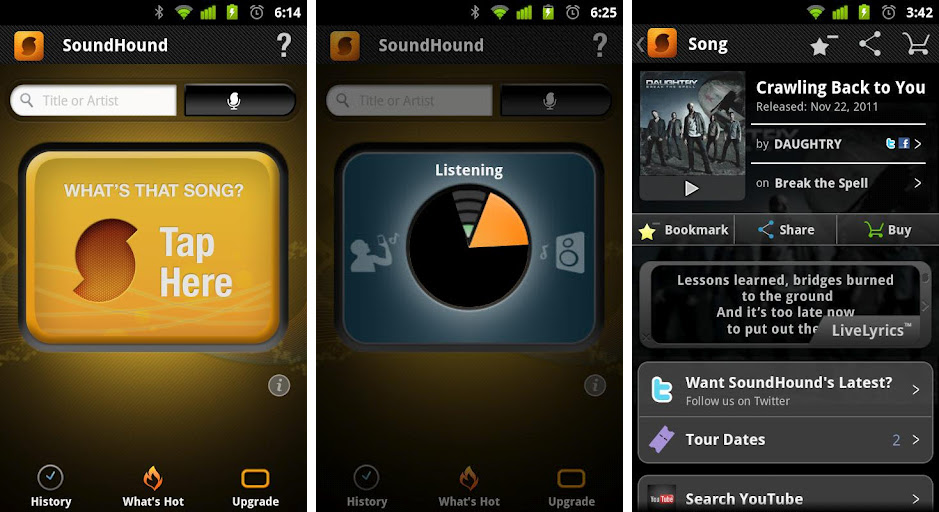 6:14
SoundHound
?
Title or Artist
WHAT'S THAT SONG?
Tap
Here
i
History
What's Hot
Upgrade
6:25
SoundHound
?
Title or Artist
Listening
i
History
What's Hot
Upgrade
3:42
Song
DAUGHTRY
BREAK THE SPELL
Crawling Back to You
Released: Nov 22, 2011
by DAUGHTRY
on Break the Spell
Bookmark
Share
Buy
Lessons learned, bridges burned
to the ground
And it's too late now
to put out the
LiveLyrics™
Want SoundHound's Latest?
Follow us on Twitter
Tour Dates 2
YouTube Search YouTube